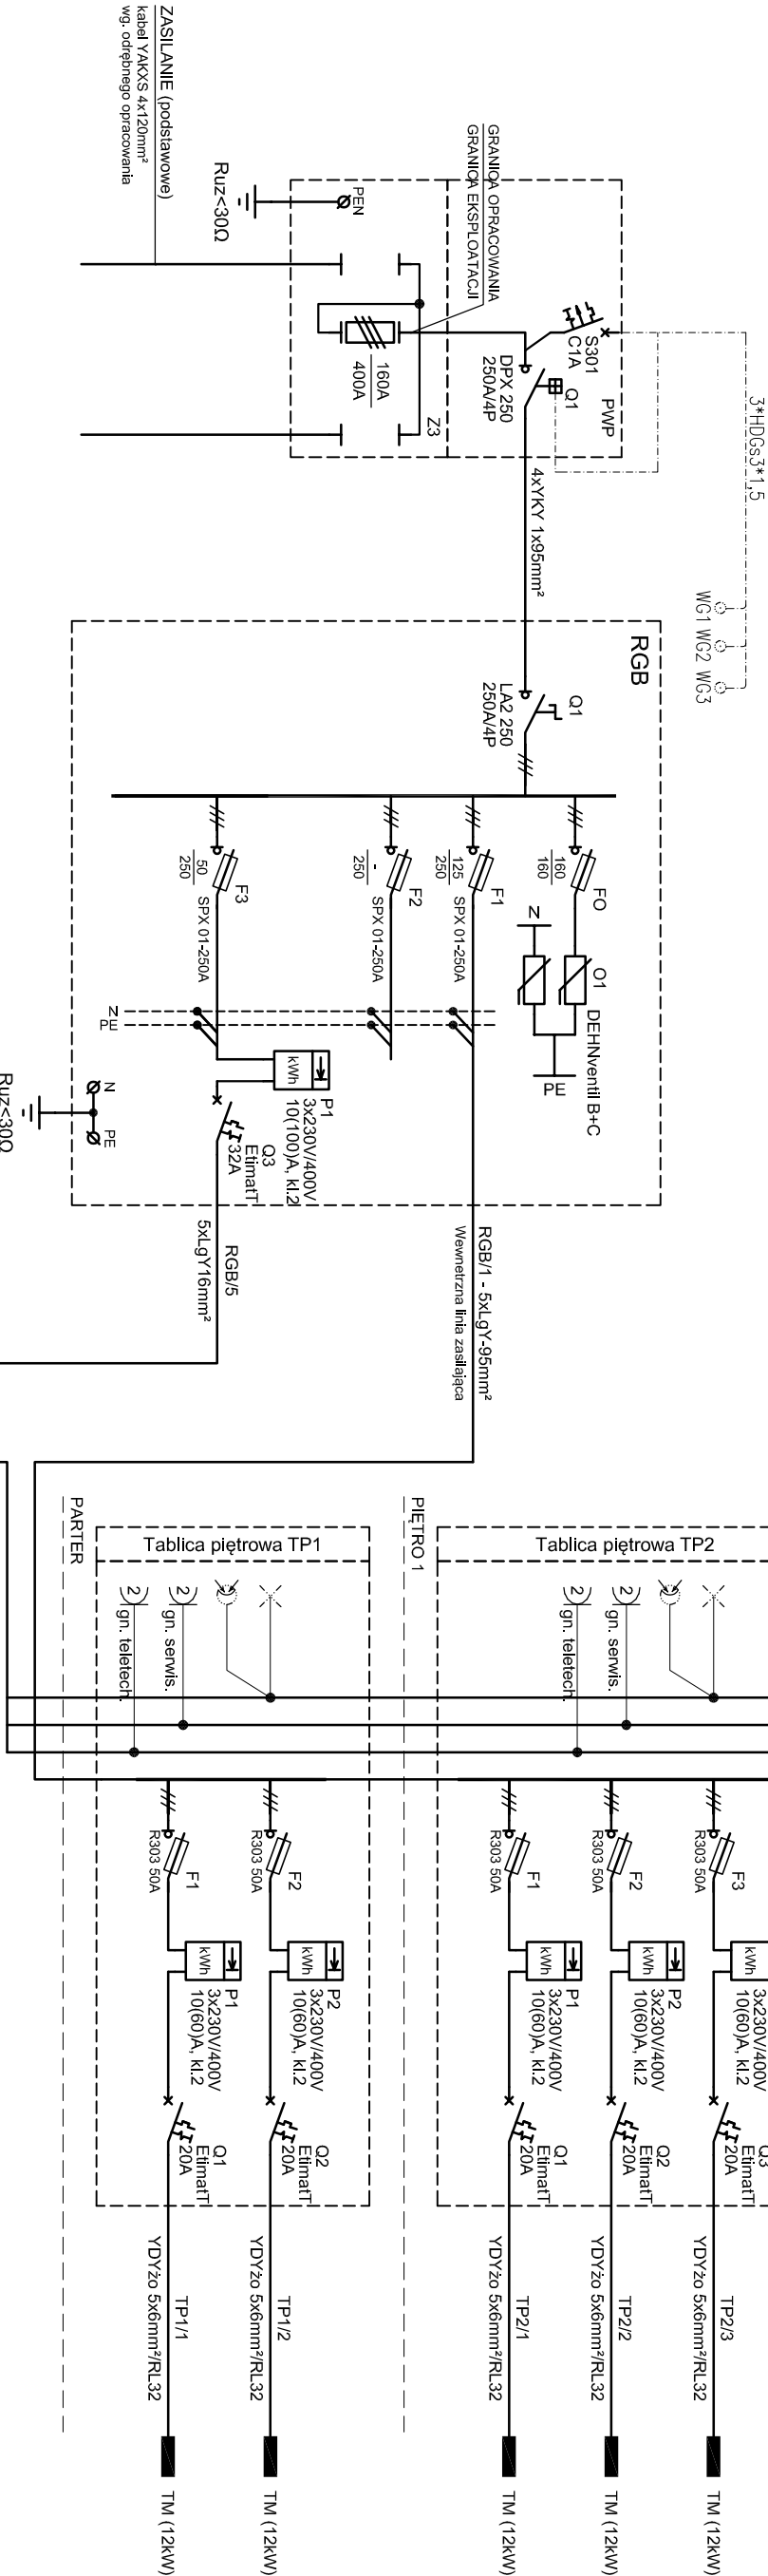 ZASILANIE (podstawowe)
kabel YAKXS 4x120mm²
wg. odrębnego opracowania
Ruz<30Ω
PEN
GRANICA OPRACOWANIA
GRANICA EKSPLOATACJI
160A
400A
Z3
S301
C1A
PWP
Q1
DPX 250
250A/4P
3*HDGs3*1,5
WG1 WG2 WG3
4xYKY 1x95mm²
RGB
Q1
LA2 250
250A/4P
FO
160
160
F1
125
250
SPX 01-250A
F2
-
250
SPX 01-250A
F3
50
250
SPX 01-250A
N
O1
DEHNventil B+C
PE
N
PE
kWh
P1
3x230V/400V
10(100)A, kl.2
Q3
EtimatT
32A
N
PE
Ruz<30Ω
RGB/1 - 5xLgY-95mm²
Wewnetrzna linia zasilająca
RGB/5
5xLgY16mm²
PARTER
Tablica piętrowa TP1
2
gn. serwis.
2
gn. teletech.
F1
R303 50A
F2
R303 50A
kWh
P1
3x230V/400V
10(60)A, kl.2
kWh
P2
3x230V/400V
10(60)A, kl.2
Q1
EtimatT
20A
Q2
EtimatT
20A
TP1/1
YDYżo 5x6mm²/RL32
TP1/2
YDYżo 5x6mm²/RL32
TM (12kW)
TM (12kW)
PIĘTRO 1
Tablica piętrowa TP2
2
gn. serwis.
2
gn. teletech.
F1
R303 50A
F2
R303 50A
F3
R303 50A
kWh
P1
3x230V/400V
10(60)A, kl.2
kWh
P2
3x230V/400V
10(60)A, kl.2
kWh
3x230V/400V
10(60)A, kl.2
Q1
EtimatT
20A
Q2
EtimatT
20A
Q3
EtimatT
20A
TP2/1
YDYżo 5x6mm²/RL32
TP2/2
YDYżo 5x6mm²/RL32
TP2/3
YDYżo 5x6mm²/RL32
TM (12kW)
TM (12kW)
TM (12kW)